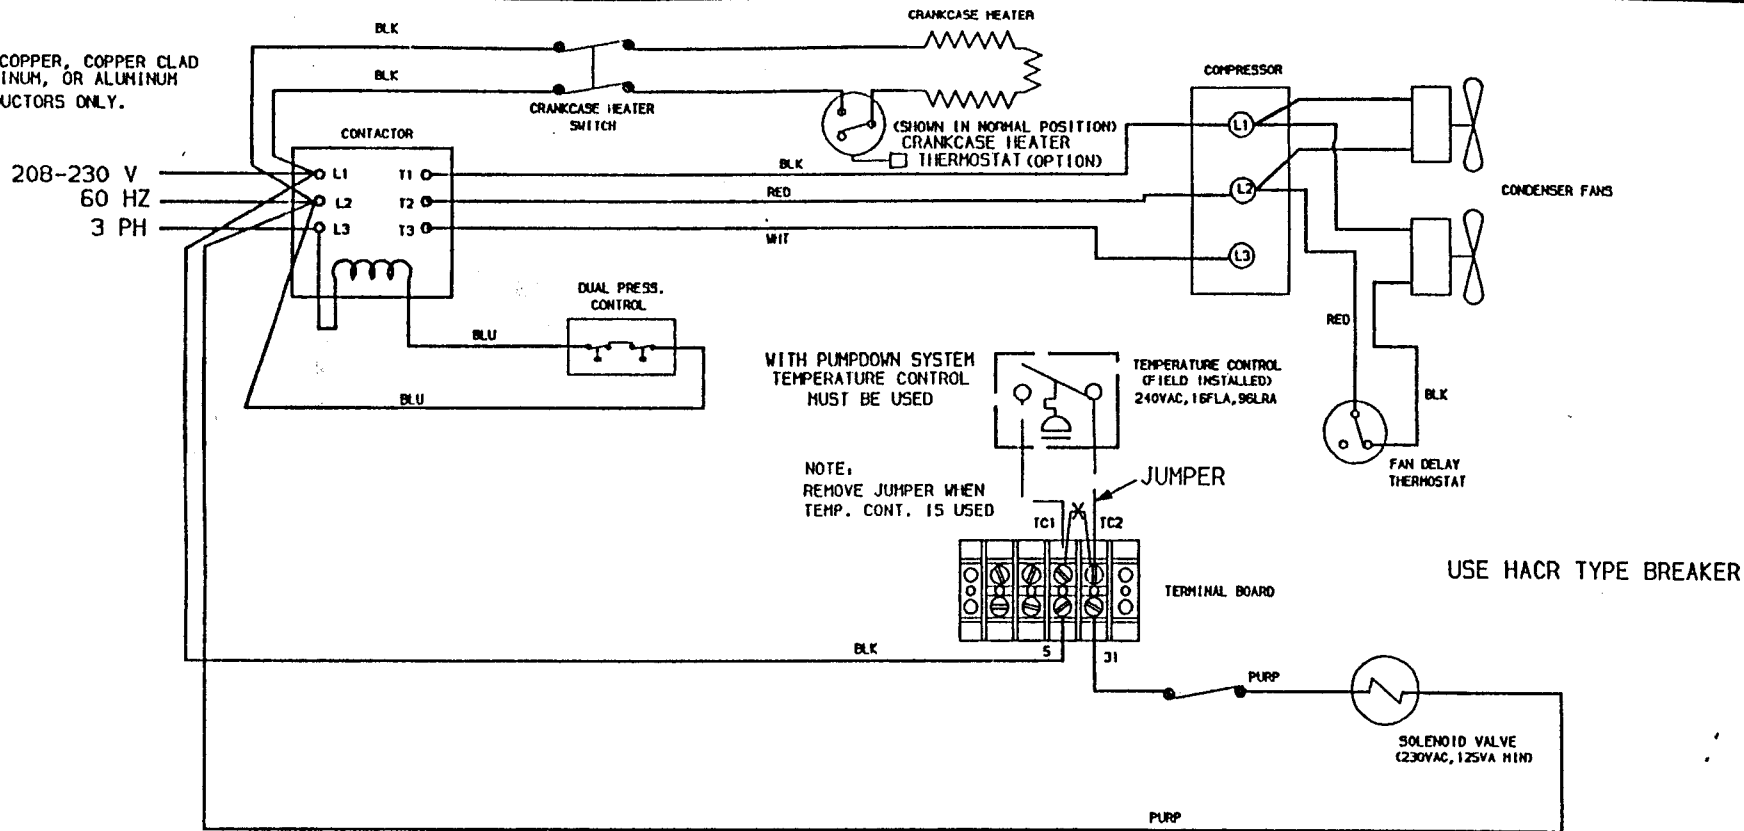 CRANKCASE HEATER
BLK
COPPER, COPPER CLAD
INUM, OR ALUMINUM
UCTORS ONLY.
BLK
CRANKCASE HEATER
SWITCH
COMPRESSOR
(SHOWN IN NORMAL POSITION)
CRANKCASE HEATER
THERMOSTAT (OPTION)
CONTACTOR
208-230 V
60 HZ
3 PH
L1
L2
L3
T1
T2
T3
BLK
RED
WHT
L1
L2
L3
CONDENSER FANS
DUAL PRESS.
CONTROL
BLU
BLU
RED
BLK
WITH PUMPDOWN SYSTEM
TEMPERATURE CONTROL
MUST BE USED
TEMPERATURE CONTROL
(FIELD INSTALLED)
240VAC, 16FLA, 96LRA
FAN DELAY
THERMOSTAT
NOTE:
REMOVE JUMPER WHEN
TEMP. CONT. IS USED
JUMPER
TC1
TC2
TERMINAL BOARD
USE HACR TYPE BREAKER
BLK
S
J1
PURP
SOLENOID VALVE
(230VAC, 125VA MIN)
PURP